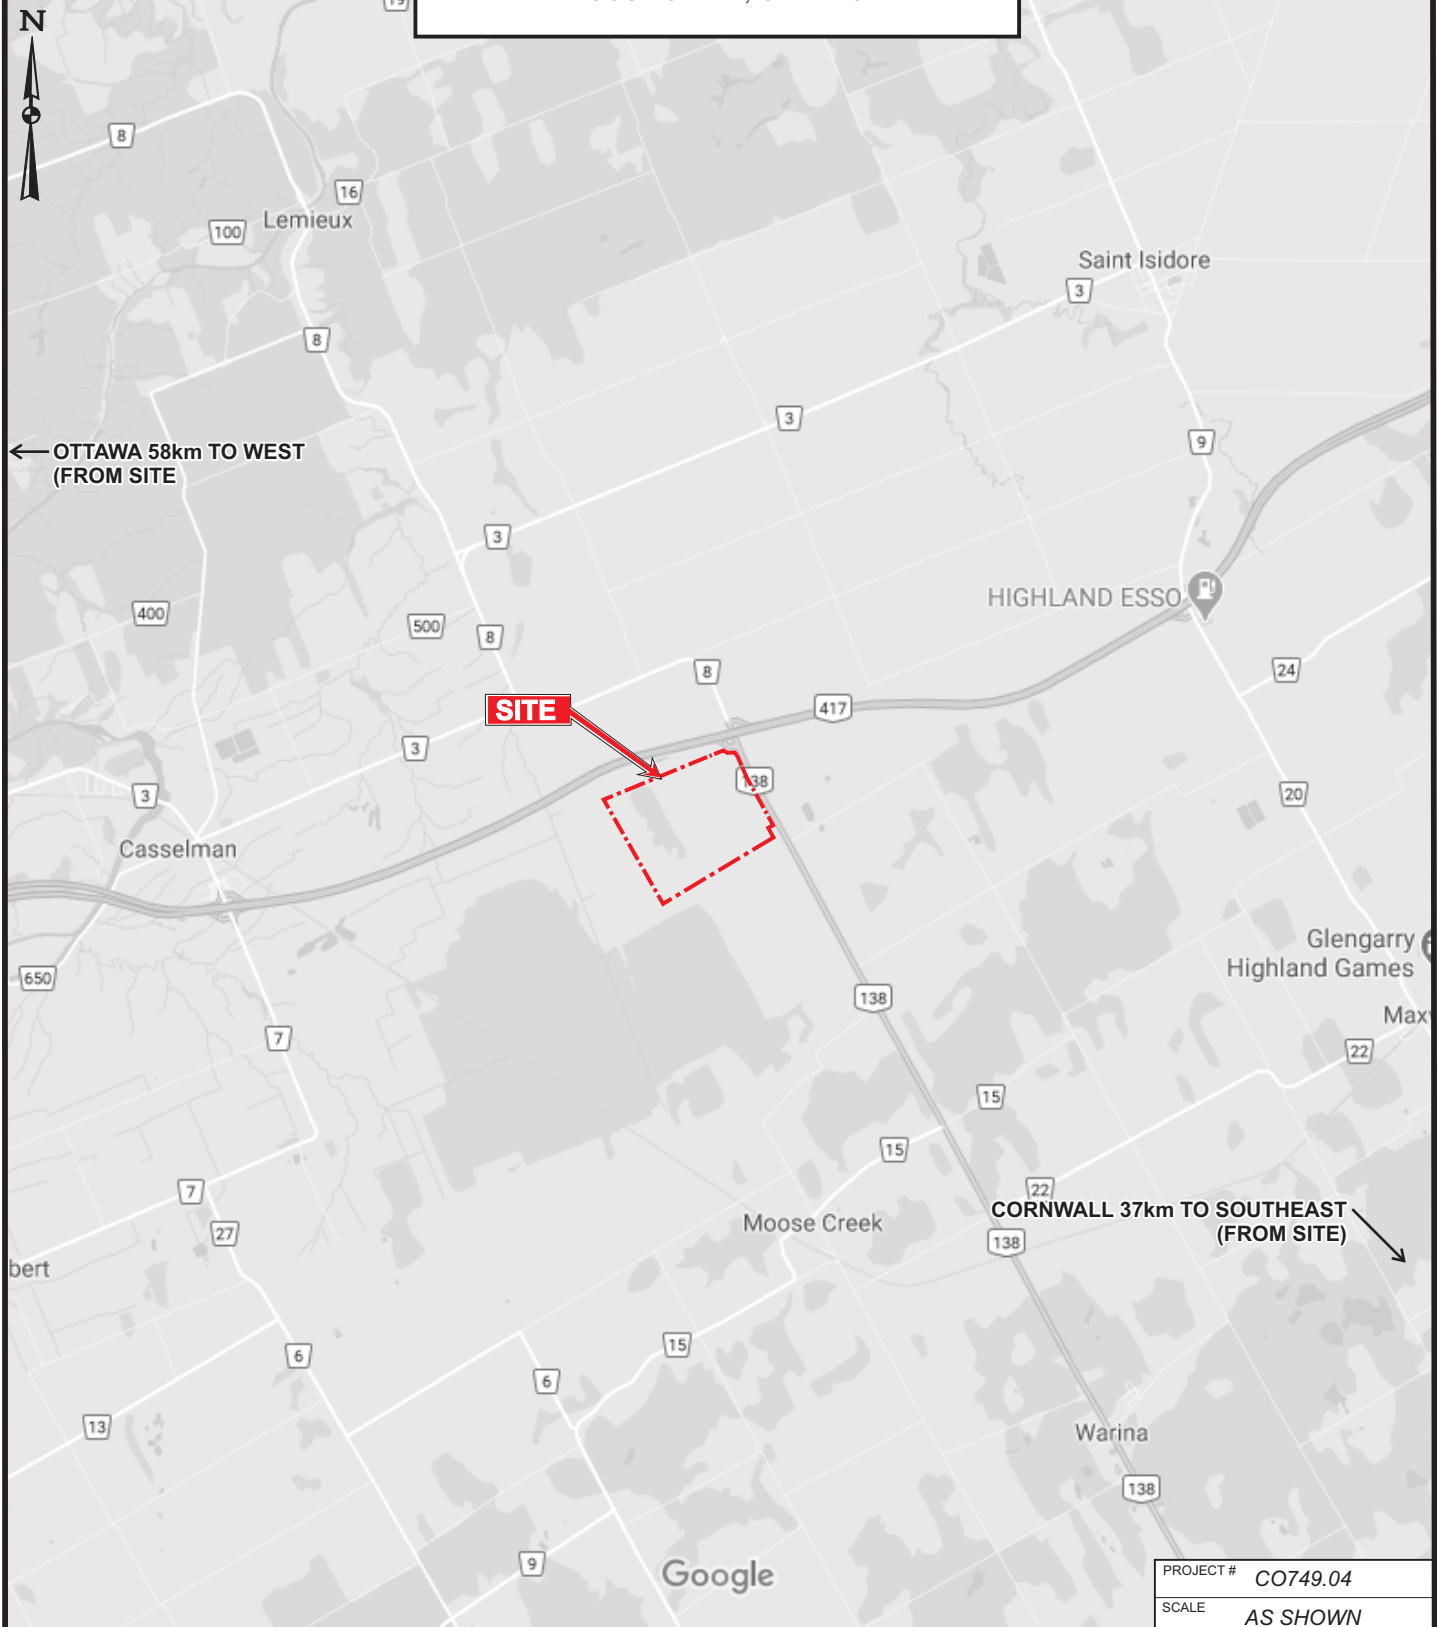 N
19
8
16
Lemieux
100
Saint Isidore
3
8
3
9
OTTAWA 58km TO WEST
(FROM SITE
3
HIGHLAND ESSO
400
500
8
8
24
SITE
417
3
138
3
20
Casselman
Glengarry
Highland Games
650
138
Max
7
22
15
15
7
22
CORNWALL 37km TO SOUTHEAST
(FROM SITE)
Moose Creek
27
138
bert
15
6
6
13
Warina
138
9
Google
PROJECT # CO749.04
SCALE AS SHOWN